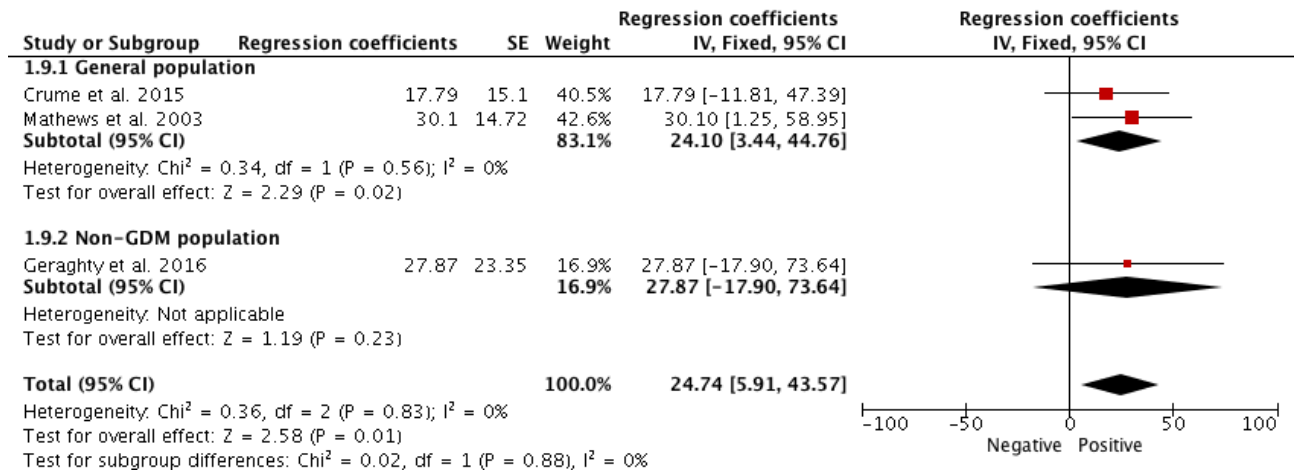 Regression coefficients Regression coefficients
Study or Subgroup Regression coefficients SE Weight IV, Fixed, 95% CI IV, Fixed, 95% CI
1.9.1 General population
Crume et al. 2015 17.79 15.1 40.5% 17.79 [-11.81, 47.39]
Mathews et al. 2003 30.1 14.72 42.6% 30.10 [1.25, 58.95]
Subtotal (95% CI) 83.1% 24.10 [3.44, 44.76]
Heterogeneity: Chi² = 0.34, df = 1 (P = 0.56); I² = 0%
Test for overall effect: Z = 2.29 (P = 0.02)
1.9.2 Non-GDM population
Geraghty et al. 2016 27.87 23.35 16.9% 27.87 [-17.90, 73.64]
Subtotal (95% CI) 16.9% 27.87 [-17.90, 73.64]
Heterogeneity: Not applicable
Test for overall effect: Z = 1.19 (P = 0.23)
Total (95% CI) 100.0% 24.74 [5.91, 43.57]
Heterogeneity: Chi² = 0.36, df = 2 (P = 0.83); I² = 0%
Test for overall effect: Z = 2.58 (P = 0.01)
Test for subgroup differences: Chi² = 0.02, df = 1 (P = 0.88), I² = 0%
-100 -50 0 50 100
Negative Positive